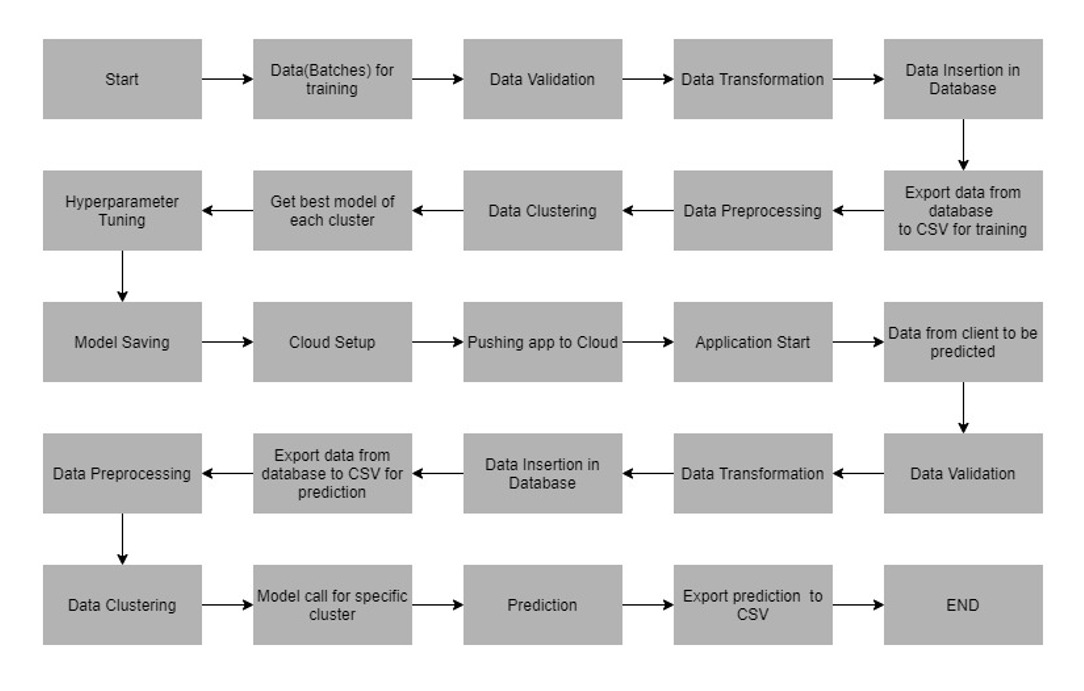 Start
Data(Batches) for
training
Data Validation
Data Transformation
Data Insertion in
Database
Hyperparameter
Tuning
Get best model of
each cluster
Data Clustering
Data Preprocessing
Export data from
database
to CSV for training
Model Saving
Cloud Setup
Pushing app to Cloud
Application Start
Data from client to be
predicted
Data Preprocessing
Export data from
database to CSV for
prediction
Data Insertion in
Database
Data Transformation
Data Validation
Data Clustering
Model call for specific
cluster
Prediction
Export prediction  to
CSV
END